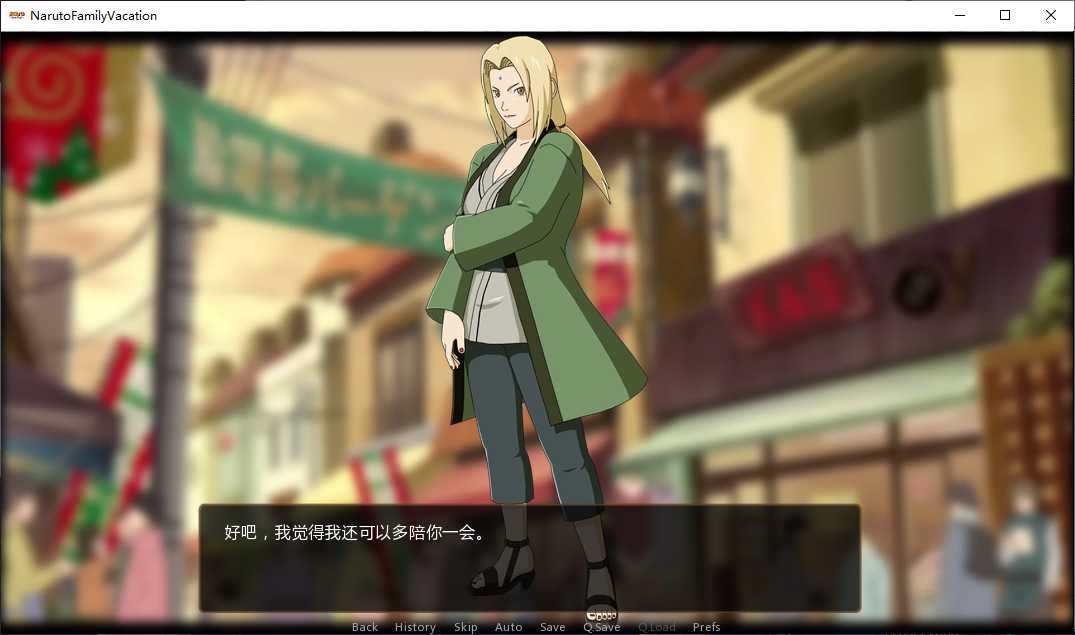 NarutoFamilyVacation
好吧，我觉得我还可以多陪你一会。
Back History Skip Auto Save Q.Save Q.Load Prefs